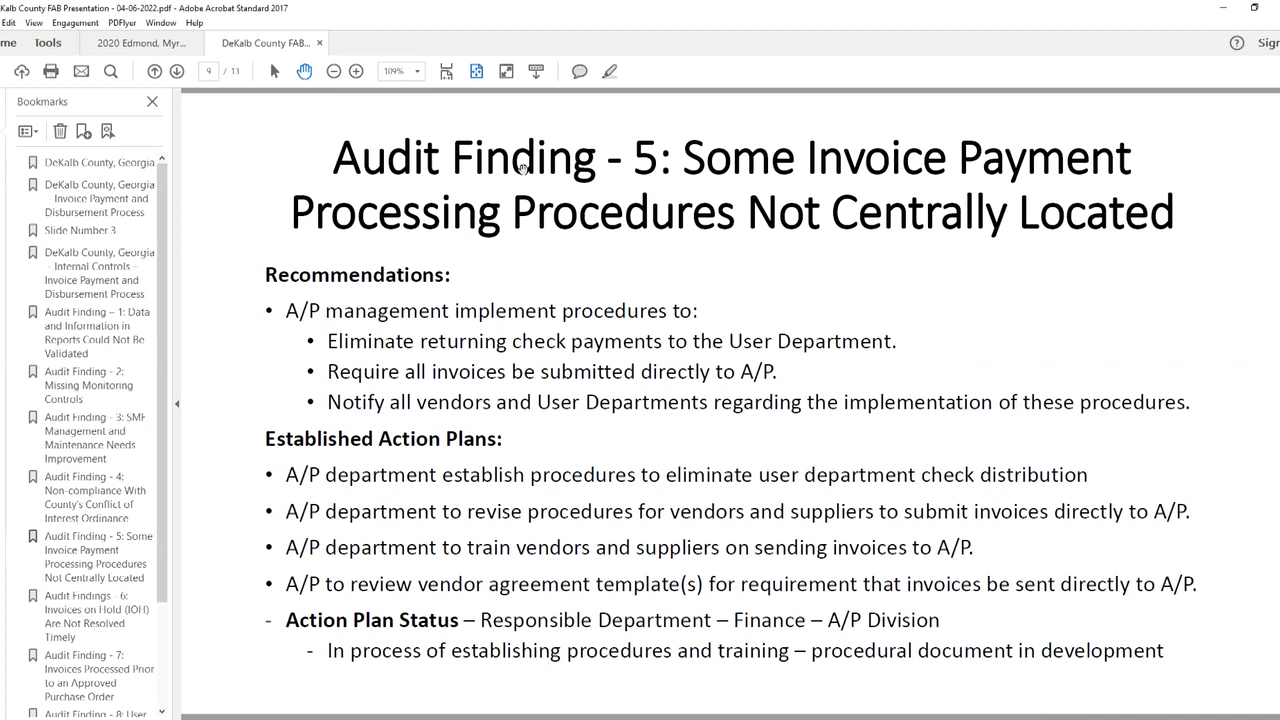 Kalb County FAB Presentation - 04-06-2022.pdf - Adobe Acrobat Standard 2017
Edit View Engagement PDFlyer Window Help
me Tools 2020 Edmond, Myr... DeKalb County FAB... × Sign
9 / 13 109%
Bookmarks
DeKalb County, Georgia
DeKalb County, Georgia
Invoice Payment and
Disbursement Process
Slide Number 3
DeKalb County, Georgia
- Internal Controls –
Invoice Payment and
Disbursement Process
Audit Finding – 1: Data
and Information in
Reports Could Not Be
Validated
Audit Finding - 2:
Missing Monitoring
Controls
Audit Finding - 3: SMF
Management and
Maintenance Needs
Improvement
Audit Finding - 4:
Non-compliance With
County's Conflict of
Interest Ordinance
Audit Finding - 5: Some
Invoice Payment
Processing Procedures
Not Centrally Located
Audit Findings - 6:
Invoices on Hold (IOH)
Are Not Resolved
Timely
Audit Finding - 7:
Invoices Processed Prior
to an Approved
Purchase Order
Audit Finding - 8: User
Audit Finding - 5: Some Invoice Payment
Processing Procedures Not Centrally Located
Recommendations:
• A/P management implement procedures to:
• Eliminate returning check payments to the User Department.
• Require all invoices be submitted directly to A/P.
• Notify all vendors and User Departments regarding the implementation of these procedures.
Established Action Plans:
• A/P department establish procedures to eliminate user department check distribution
• A/P department to revise procedures for vendors and suppliers to submit invoices directly to A/P.
• A/P department to train vendors and suppliers on sending invoices to A/P.
• A/P to review vendor agreement template(s) for requirement that invoices be sent directly to A/P.
- Action Plan Status – Responsible Department – Finance – A/P Division
- In process of establishing procedures and training – procedural document in development